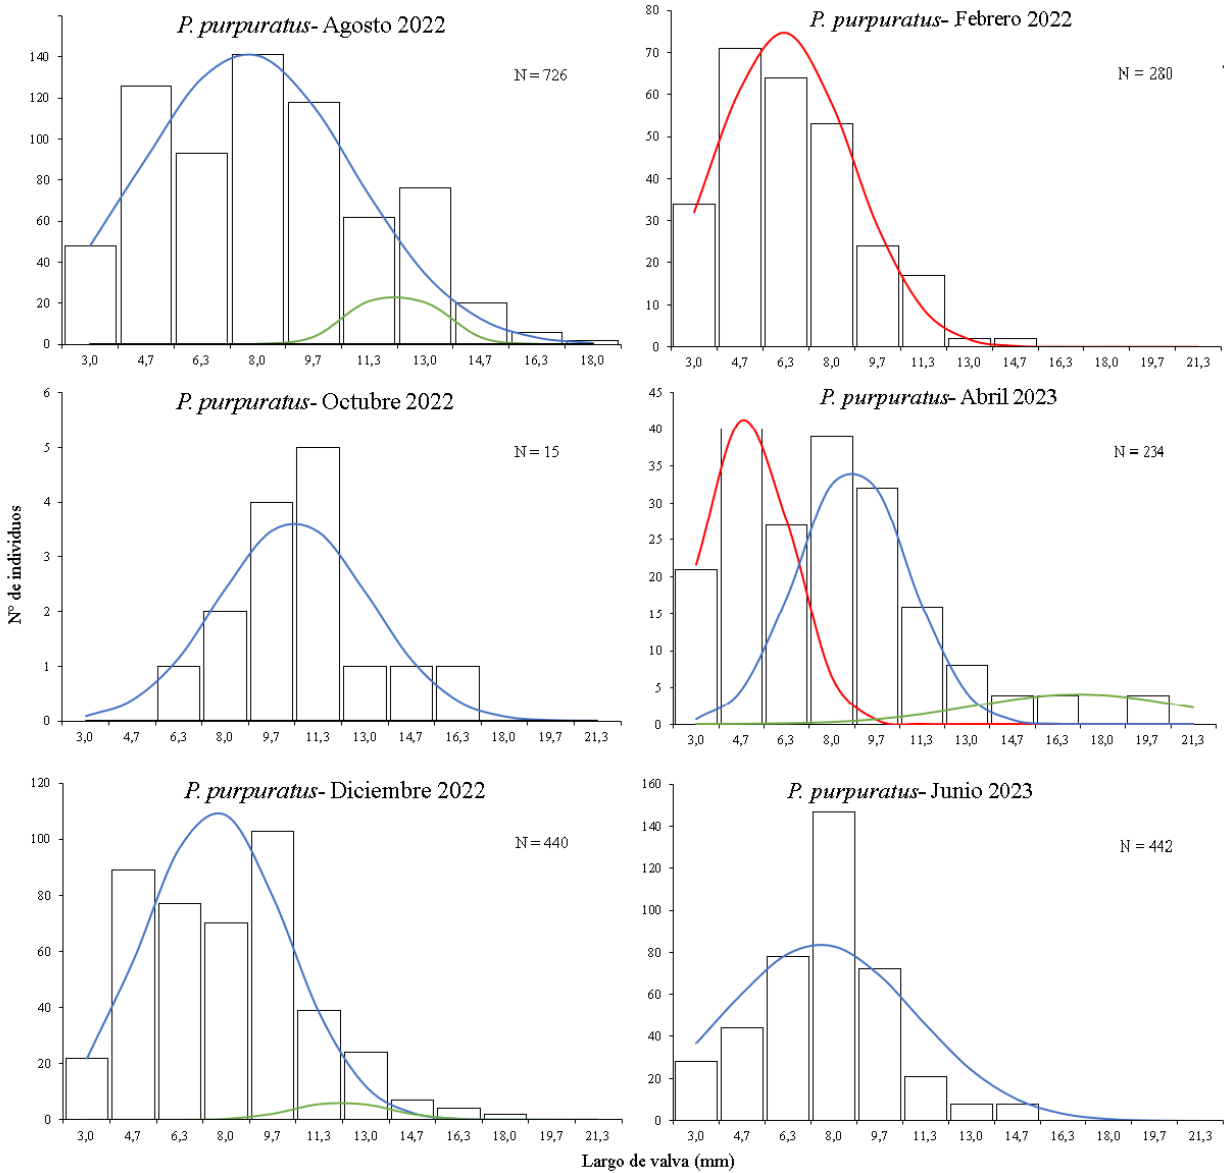 P. purpuratus- Agosto 2022
N = 726
140
120
100
80
60
40
20
0
3,0 4,7 6,3 8,0 9,7 11,3 13,0 14,7 16,3 18,0
P. purpuratus- Febrero 2022
N = 280
80
70
60
50
40
30
20
10
0
3,0 4,7 6,3 8,0 9,7 11,3 13,0 14,7 16,3 18,0 19,7 21,3
P. purpuratus- Octubre 2022
N = 15
6
5
4
3
2
1
0
3,0 4,7 6,3 8,0 9,7 11,3 13,0 14,7 16,3 18,0 19,7 21,3
P. purpuratus- Abril 2023
N = 234
45
40
35
30
25
20
15
10
5
0
3,0 4,7 6,3 8,0 9,7 11,3 13,0 14,7 16,3 18,0 19,7 21,3
N° de individuos
P. purpuratus- Diciembre 2022
N = 440
120
100
80
60
40
20
0
3,0 4,7 6,3 8,0 9,7 11,3 13,0 14,7 16,3 18,0 19,7 21,3
P. purpuratus- Junio 2023
N = 442
160
140
120
100
80
60
40
20
0
3,0 4,7 6,3 8,0 9,7 11,3 13,0 14,7 16,3 18,0 19,7 21,3
Largo de valva (mm)